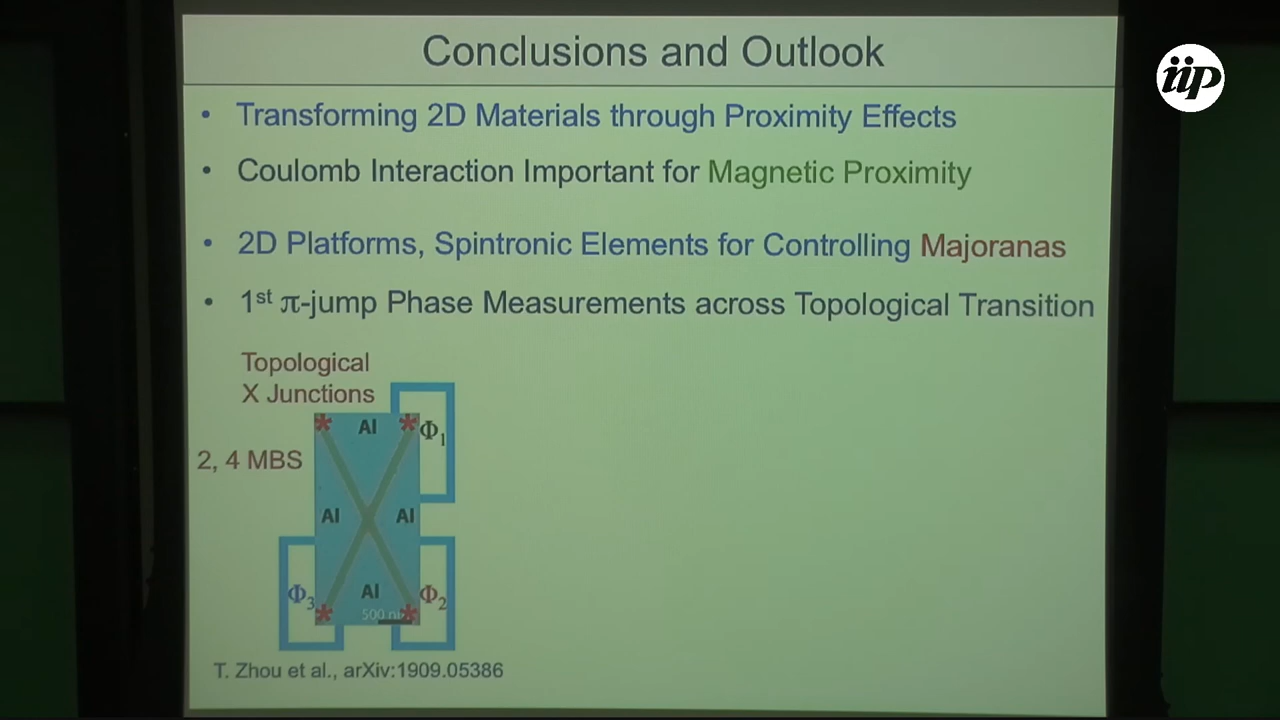 Conclusions and Outlook
iip
• Transforming 2D Materials through Proximity Effects
• Coulomb Interaction Important for Magnetic Proximity
• 2D Platforms, Spintronic Elements for Controlling Majoranas
• 1st π-jump Phase Measurements across Topological Transition
Topological
X Junctions
Al
Φ1
2, 4 MBS
Al Al
Al
Φ3 Φ2
500
T. Zhou et al., arXiv:1909.05386